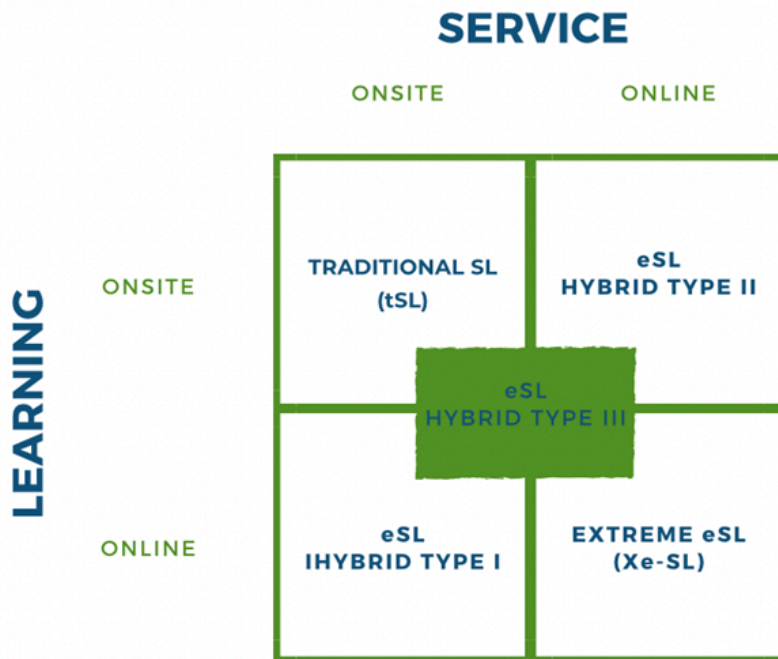 SERVICE
ONSITE
ONLINE
LEARNING
ONSITE
TRADITIONAL SL
(tSL)
eSL
HYBRID TYPE II
eSL
HYBRID TYPE III
ONLINE
eSL
IHYBRID TYPE I
EXTREME eSL
(Xe-SL)